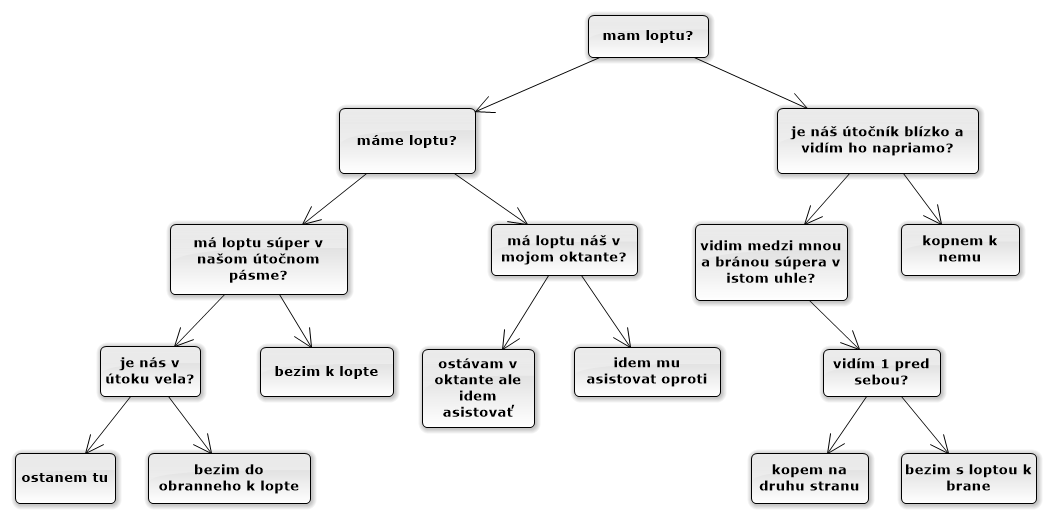 mam loptu?
máme loptu?
je náš útočník blízko a
vidím ho napriamo?
má loptu súper v
našom útočnom
pásme?
má loptu náš v
mojom oktante?
vidim medzi mnou
a bránou súpera v
istom uhle?
kopnem k
nemu
je nás v
útoku vela?
bezim k lopte
ostávam v
oktante ale
idem
asistovať
idem mu
asistovat oproti
vidím 1 pred
sebou?
ostanem tu
bezim do
obranneho k lopte
kopem na
druhu stranu
bezim s loptou k
brane